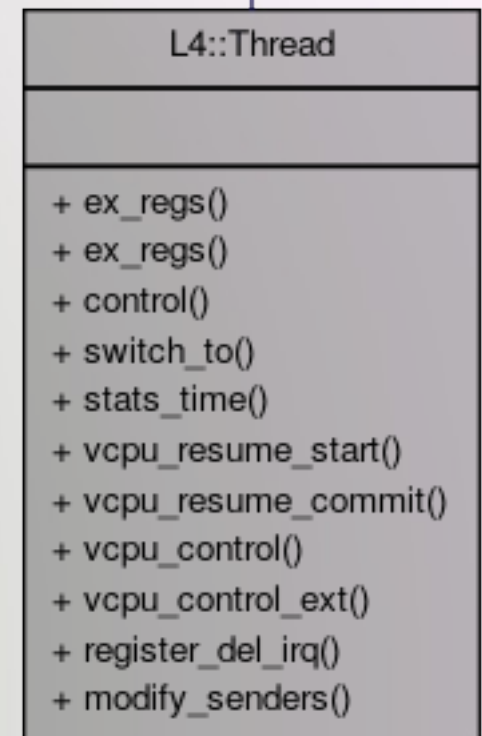 L4::Thread
+ ex_regs()
+ ex_regs()
+ control()
+ switch_to()
+ stats_time()
+ vcpu_resume_start()
+ vcpu_resume_commit()
+ vcpu_control()
+ vcpu_control_ext()
+ register_del_irq()
+ modify_senders()